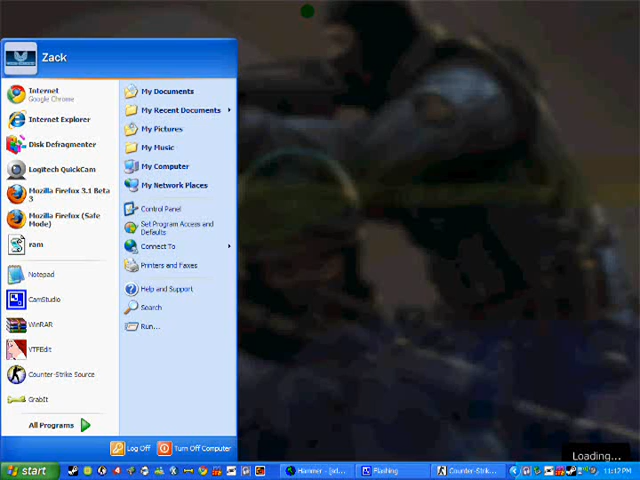 Zack
Internet
Google Chrome
Internet Explorer
Disk Defragmenter
Logitech QuickCam
Mozilla Firefox 3.1 Beta
3
Mozilla Firefox (Safe
Mode)
ram
Notepad
CamStudio
WinRAR
VTFEdit
Counter-Strike Source
GrabIt
All Programs
My Documents
My Recent Documents
My Pictures
My Music
My Computer
My Network Places
Control Panel
Set Program Access and
Defaults
Connect To
Printers and Faxes
Help and Support
Search
Run...
Log Off
Turn Off Computer
Loading...
start
Hammer - [sd...
Flashing
Counter-Strik...
11:12 PM